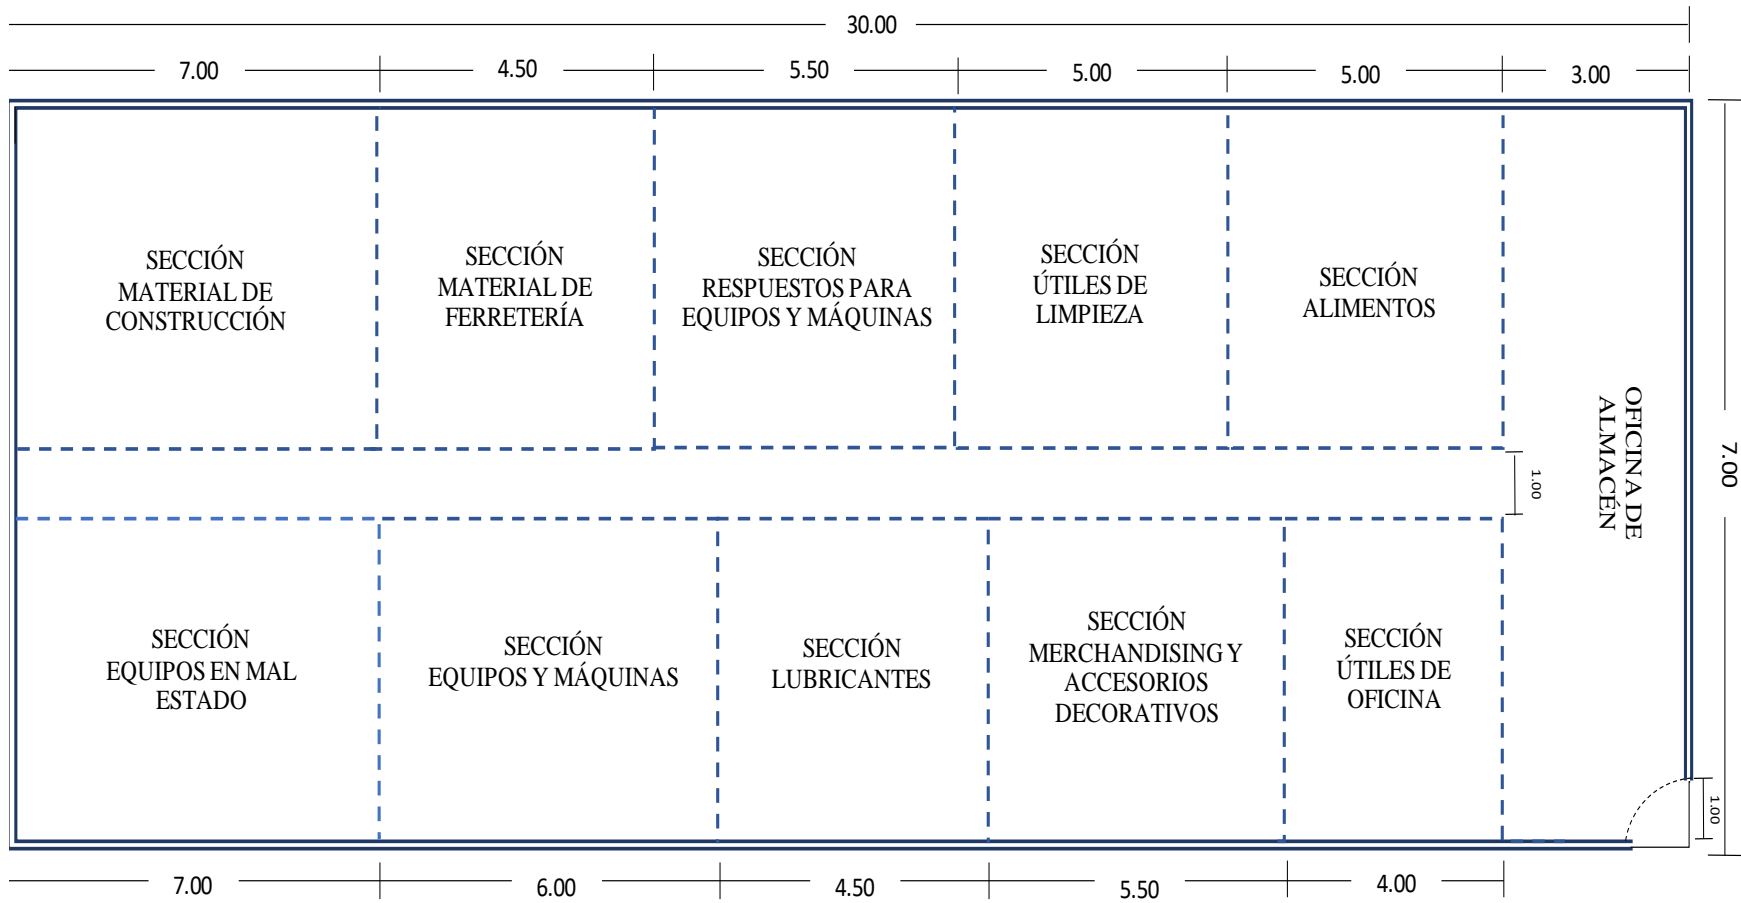 30.00
7.00
4.50
5.50
5.00
5.00
3.00
SECCIÓN
MATERIAL DE
CONSTRUCCIÓN
SECCIÓN
MATERIAL DE
FERRETERÍA
SECCIÓN
RESPUESTOS PARA
EQUIPOS Y MÁQUINAS
SECCIÓN
ÚTILES DE
LIMPIEZA
SECCIÓN
ALIMENTOS
OFICINA DE
ALMACÉN
7.00
1.00
SECCIÓN
EQUIPOS EN MAL
ESTADO
SECCIÓN
EQUIPOS Y MÁQUINAS
SECCIÓN
LUBRICANTES
SECCIÓN
MERCHANDISING Y
ACCESORIOS
DECORATIVOS
SECCIÓN
ÚTILES DE
OFICINA
1.00
7.00
6.00
4.50
5.50
4.00